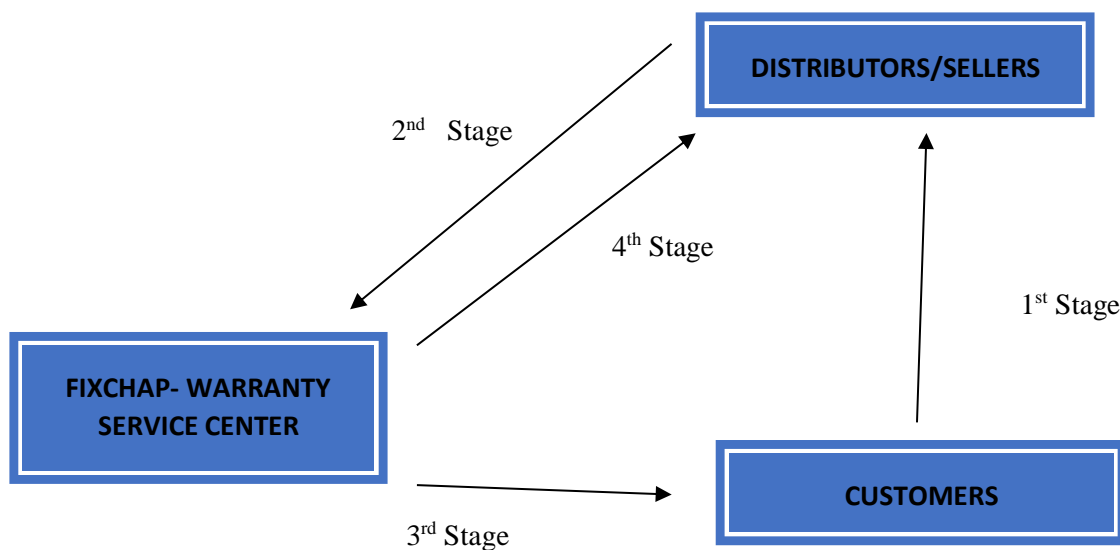 DISTRIBUTORS/SELLERS
2nd Stage
4th Stage
1st Stage
FIXCHAP- WARRANTY
SERVICE CENTER
CUSTOMERS
3rd Stage